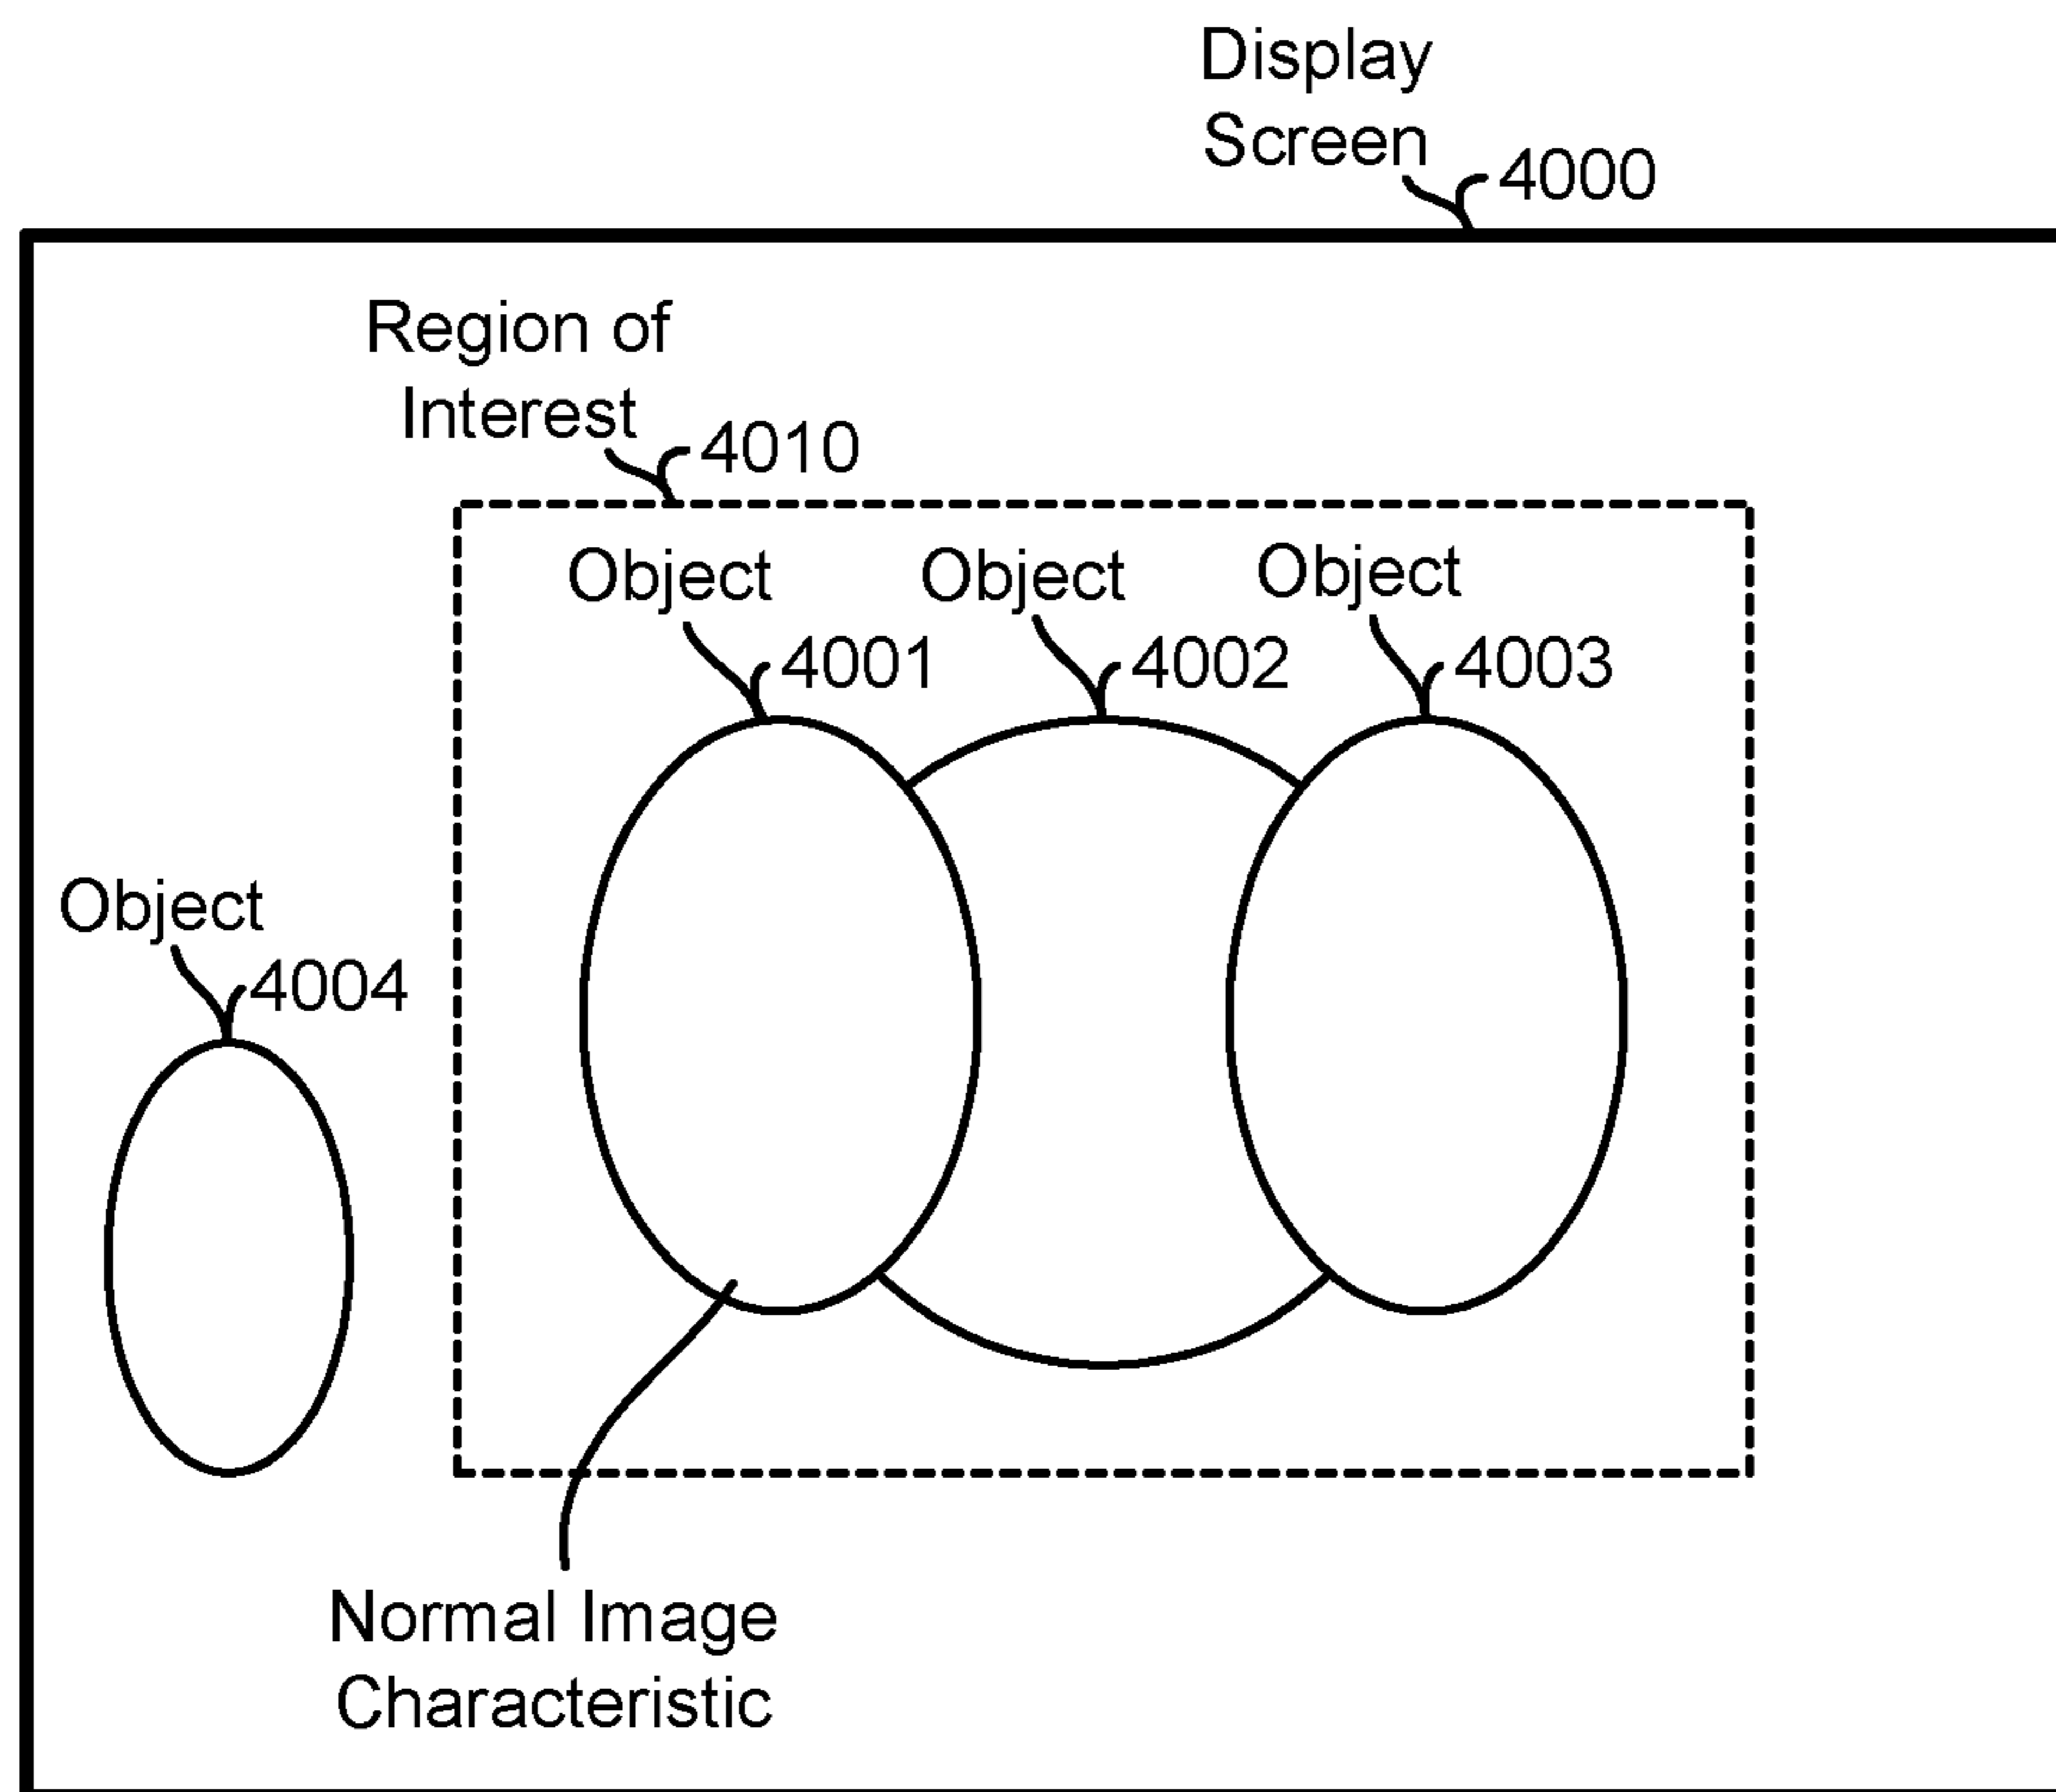 Display
Screen
4000
Region of
Interest
4010
Object
4001
Object
4002
Object
4003
Object
4004
Normal Image
Characteristic